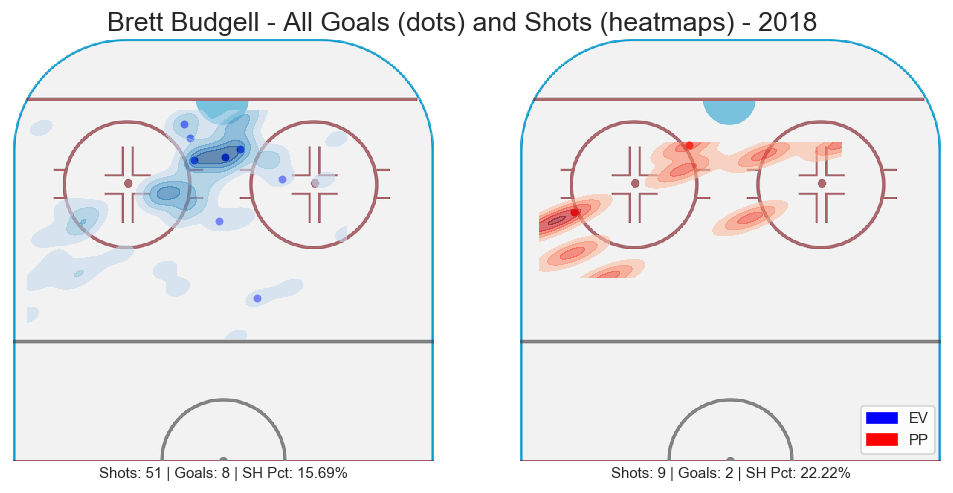 Brett Budgell - All Goals (dots) and Shots (heatmaps) - 2018
EV
PP
Shots: 51 | Goals: 8 | SH Pct: 15.69%
Shots: 9 | Goals: 2 | SH Pct: 22.22%